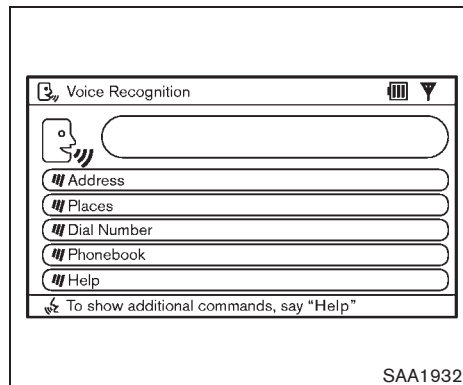 Voice Recognition
Address
Places
Dial Number
Phonebook
Help
To show additional commands, say “Help”
SAA1932